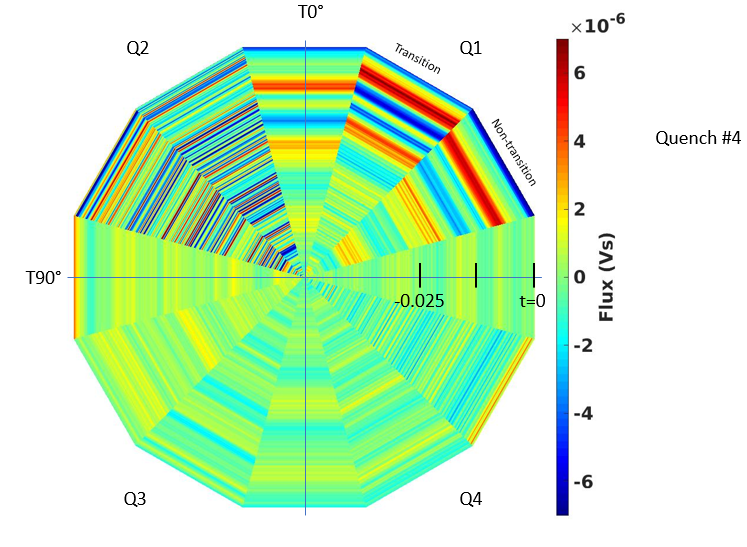 T0°
×10⁻⁶
Q2
Q1
Transition
6
Non-transition
Quench #4
4
2
T90°
0
-0.025
t=0
Flux (Vs)
-2
-4
-6
Q3
Q4